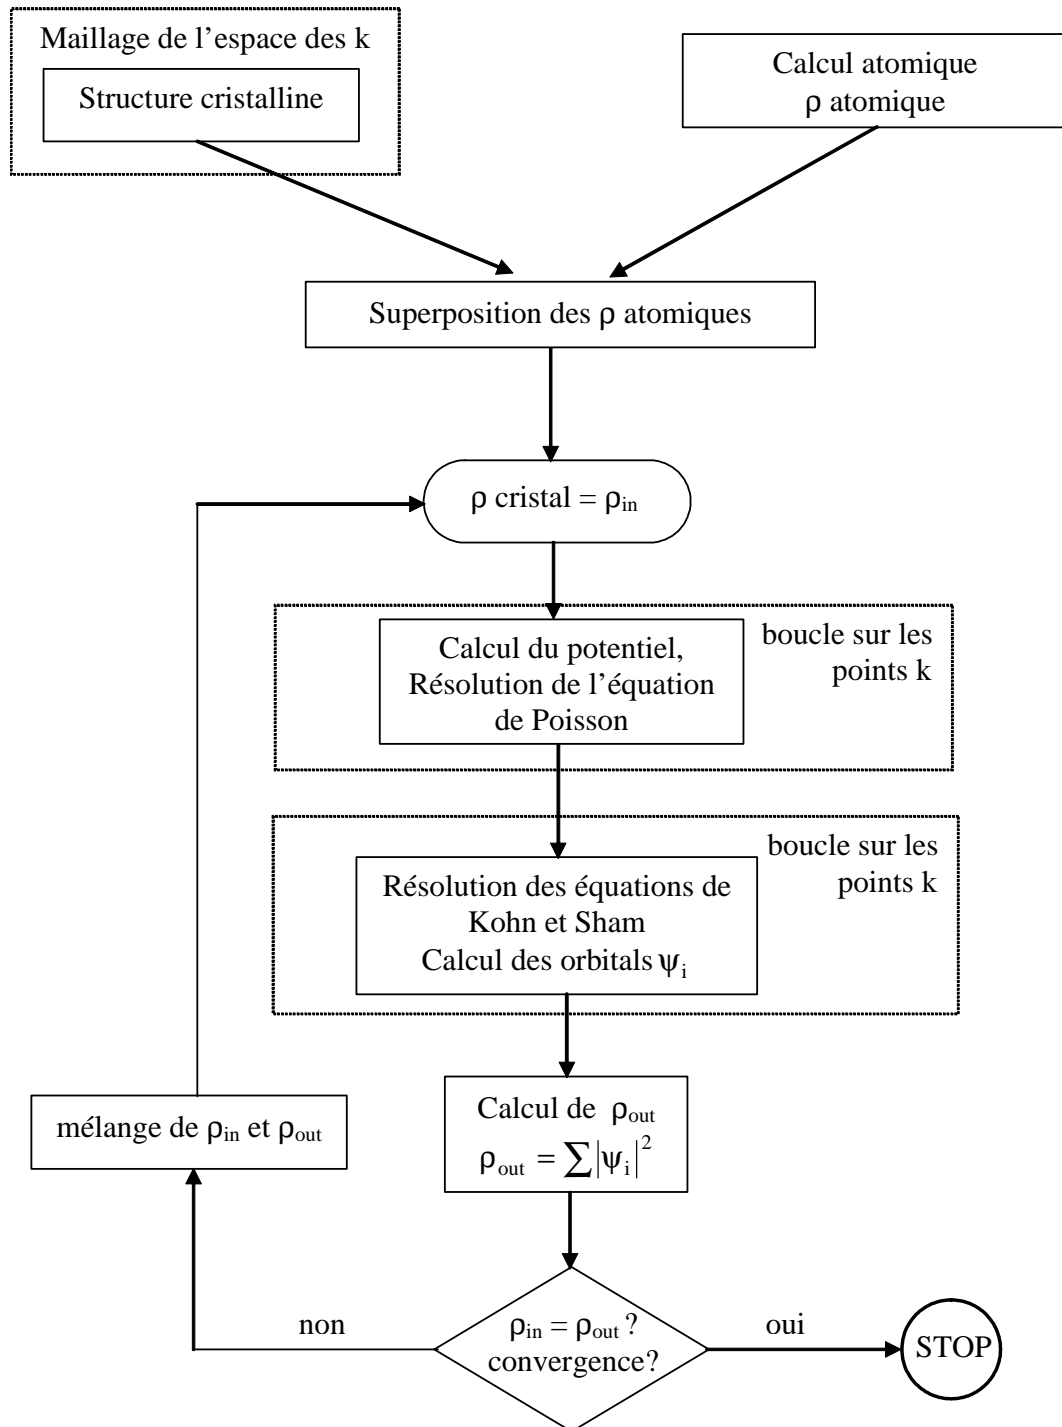 Maillage de l’espace des k
Structure cristalline
Calcul atomique
ρ atomique
Superposition des ρ atomiques
ρ cristal = ρin
boucle sur les
points k
Calcul du potentiel,
Résolution de l’équation
de Poisson
boucle sur les
points k
Résolution des équations de
Kohn et Sham
Calcul des orbitals ψi
Calcul de ρout
ρout = ∑|ψi|²
mélange de ρin et ρout
non
ρin = ρout ?
convergence?
oui
STOP